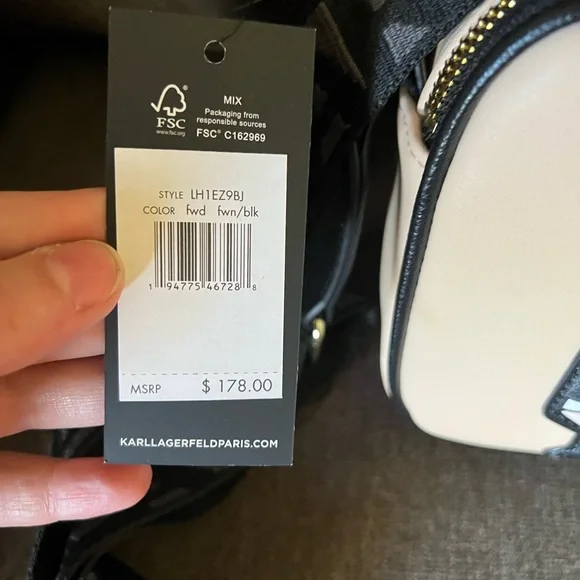 FSC
www.fsc.org
MIX
Packaging from
responsible sources
FSC® C162969
STYLE LH1EZ9BJ
COLOR fwd fwn/blk
1 94775 46728 8
MSRP $ 178.00
KARLLAGERFELDPARIS.COM